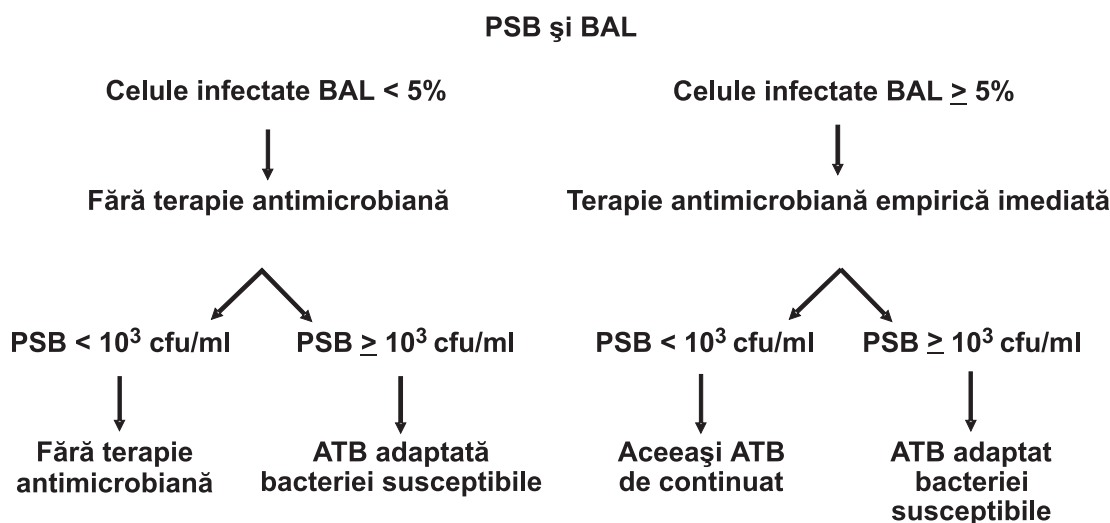 PSB şi BAL
Celule infectate BAL < 5%
Celule infectate BAL ≥ 5%
Fără terapie antimicrobiană
Terapie antimicrobiană empirică imediată
PSB < 10³ cfu/ml
PSB ≥ 10³ cfu/ml
PSB < 10³ cfu/ml
PSB ≥ 10³ cfu/ml
Fără terapie
antimicrobiană
ATB adaptată
bacteriei susceptibile
Aceeaşi ATB
de continuat
ATB adaptat
bacteriei
susceptibile